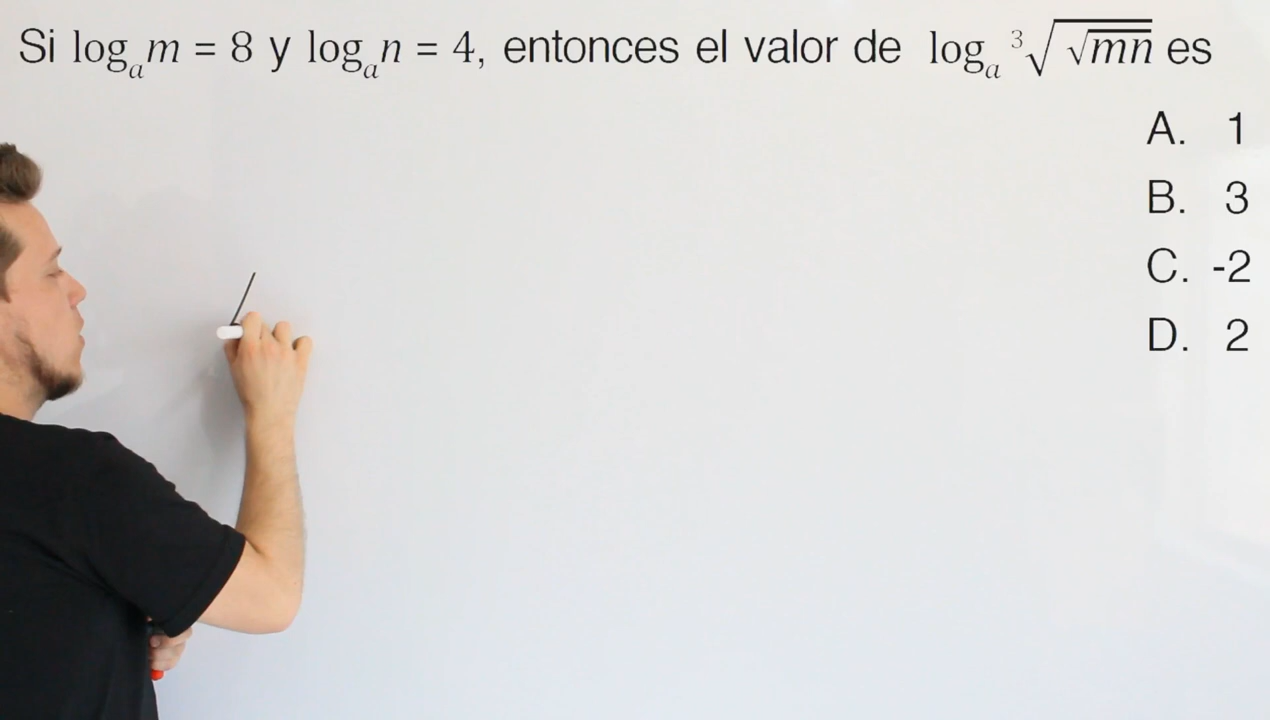 Si logₐm = 8 y logₐn = 4, entonces el valor de logₐ ³√(√(mn)) es
A. 1
B. 3
C. -2
D. 2